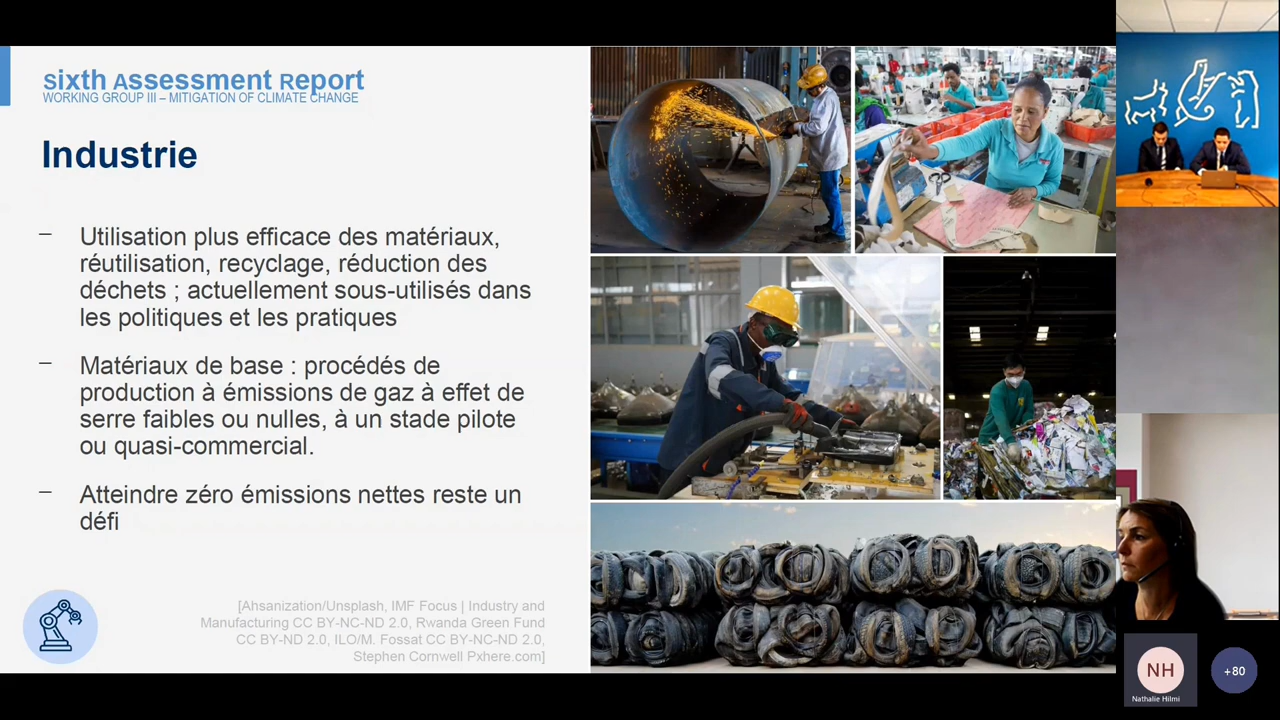 Sixth Assessment Report
WORKING GROUP III – MITIGATION OF CLIMATE CHANGE
Industrie
– Utilisation plus efficace des matériaux,
réutilisation, recyclage, réduction des
déchets ; actuellement sous-utilisés dans
les politiques et les pratiques
– Matériaux de base : procédés de
production à émissions de gaz à effet de
serre faibles ou nulles, à un stade pilote
ou quasi-commercial.
– Atteindre zéro émissions nettes reste un
défi
[Ahsanization/Unsplash, IMF Focus | Industry and
Manufacturing CC BY-NC-ND 2.0, Rwanda Green Fund
CC BY-ND 2.0, ILO/M. Fossat CC BY-NC-ND 2.0,
Stephen Cornwell Pxhere.com]
NH
Nathalie Hilmi
+80